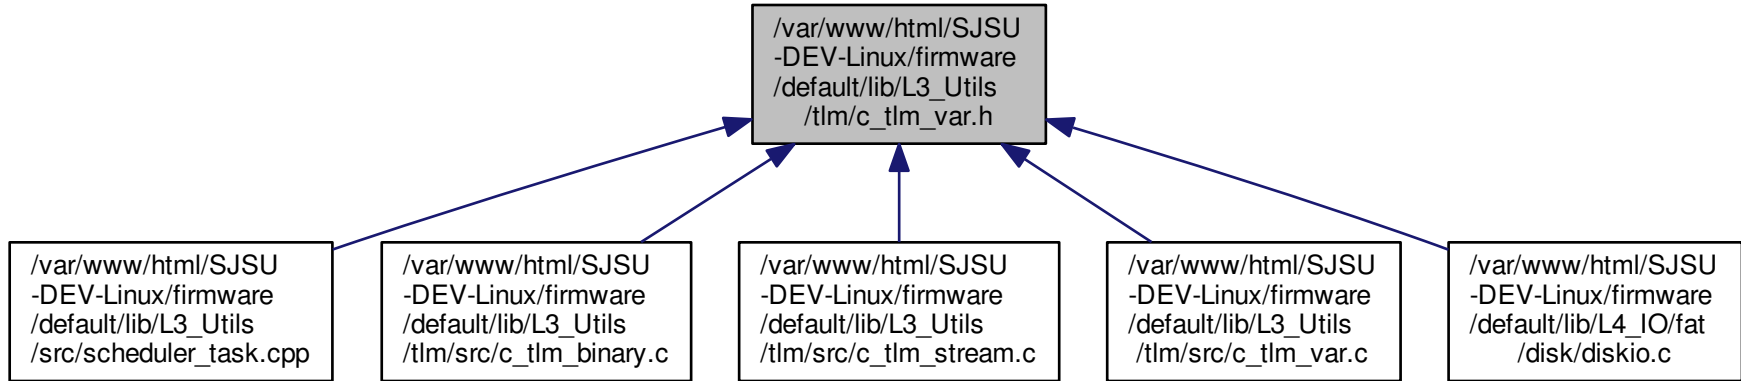 /var/www/html/SJSU
-DEV-Linux/firmware
/default/lib/L3_Utils
/tlm/c_tlm_var.h
/var/www/html/SJSU
-DEV-Linux/firmware
/default/lib/L3_Utils
/src/scheduler_task.cpp
/var/www/html/SJSU
-DEV-Linux/firmware
/default/lib/L3_Utils
/tlm/src/c_tlm_binary.c
/var/www/html/SJSU
-DEV-Linux/firmware
/default/lib/L3_Utils
/tlm/src/c_tlm_stream.c
/var/www/html/SJSU
-DEV-Linux/firmware
/default/lib/L3_Utils
/tlm/src/c_tlm_var.c
/var/www/html/SJSU
-DEV-Linux/firmware
/default/lib/L4_IO/fat
/disk/diskio.c